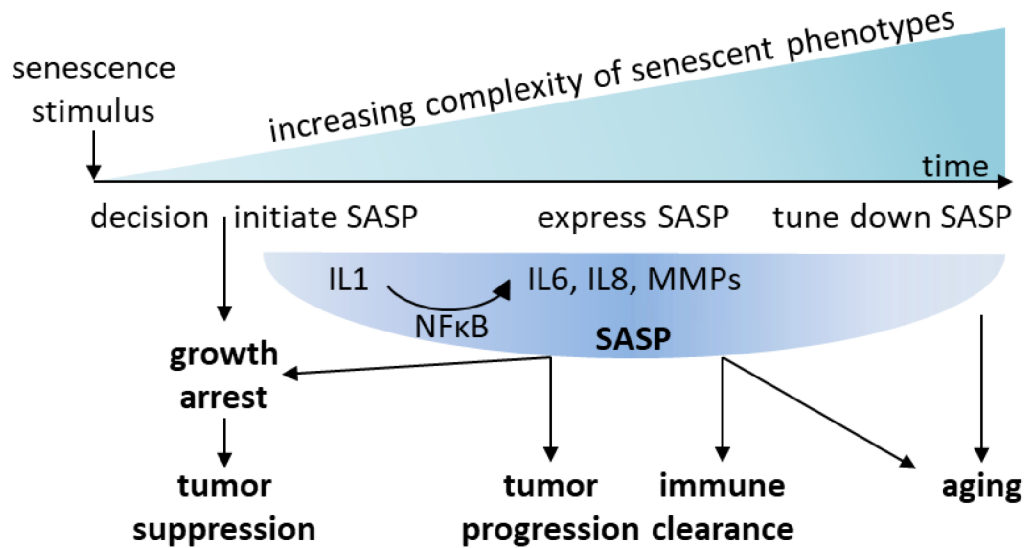 increasing complexity of senescent phenotypes
senescence
stimulus
time
decision initiate SASP express SASP tune down SASP
IL1 IL6, IL8, MMPs
NFκB
SASP
growth
arrest
tumor tumor immune aging
suppression progression clearance